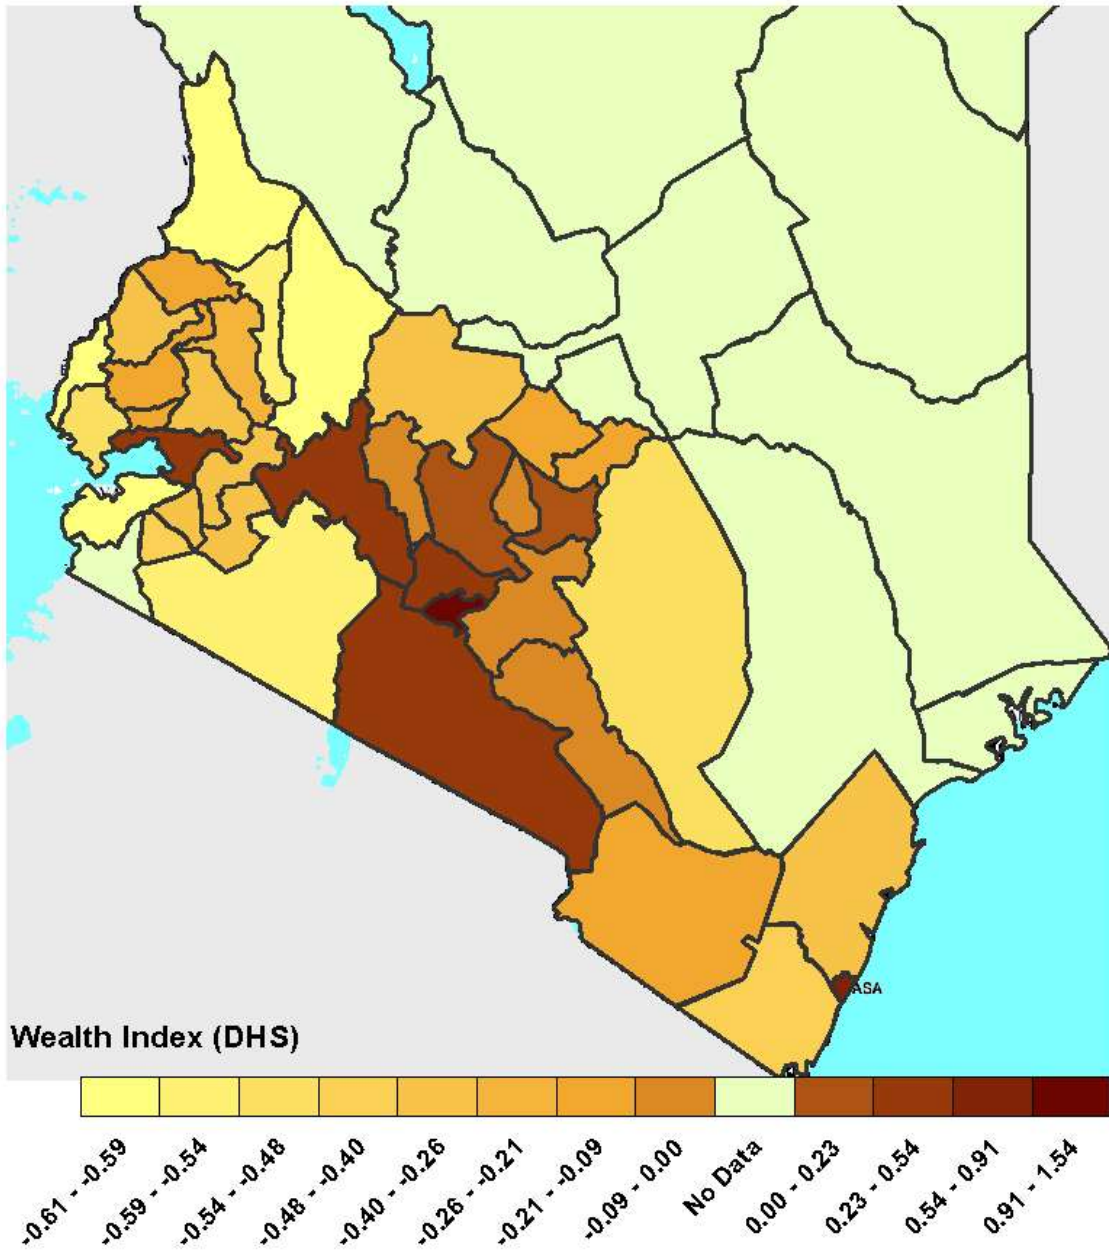 ASA
Wealth Index (DHS)
-0.61 - -0.59
-0.59 - -0.54
-0.54 - -0.48
-0.48 - -0.40
-0.40 - -0.26
-0.26 - -0.21
-0.21 - -0.09
-0.09 - 0.00
No Data
0.00 - 0.23
0.23 - 0.54
0.54 - 0.91
0.91 - 1.54